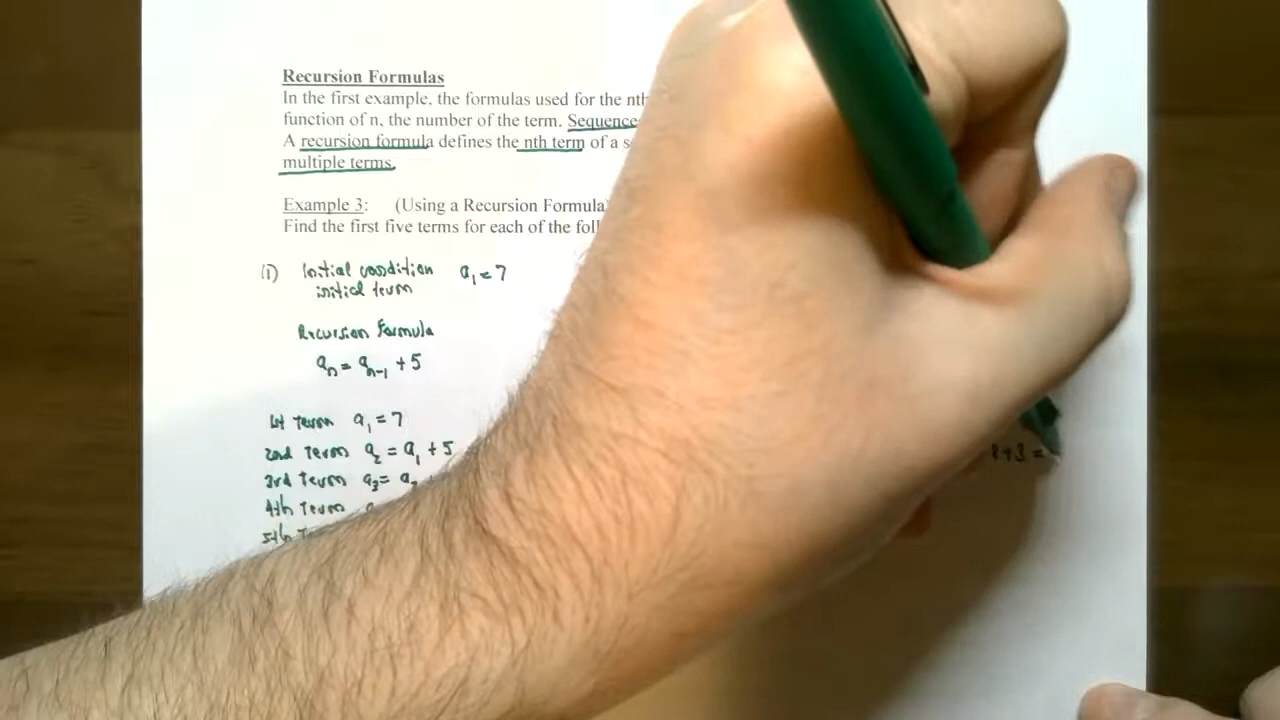 Recursion Formulas
In the first example, the formulas used for the nth
function of n, the number of the term. Sequence
A recursion formula defines the nth term of a s
multiple terms.
Example 3: (Using a Recursion Formula)
Find the first five terms for each of the foll
(1) Initial condition a₁ = 7
initial term
Recursion Formula
aₙ = aₙ₋₁ + 5
1st Term a₁ = 7
2nd Term a₂ = a₁ + 5
3rd Term a₃ = a₂
4th Term a
5th T
8+3 =